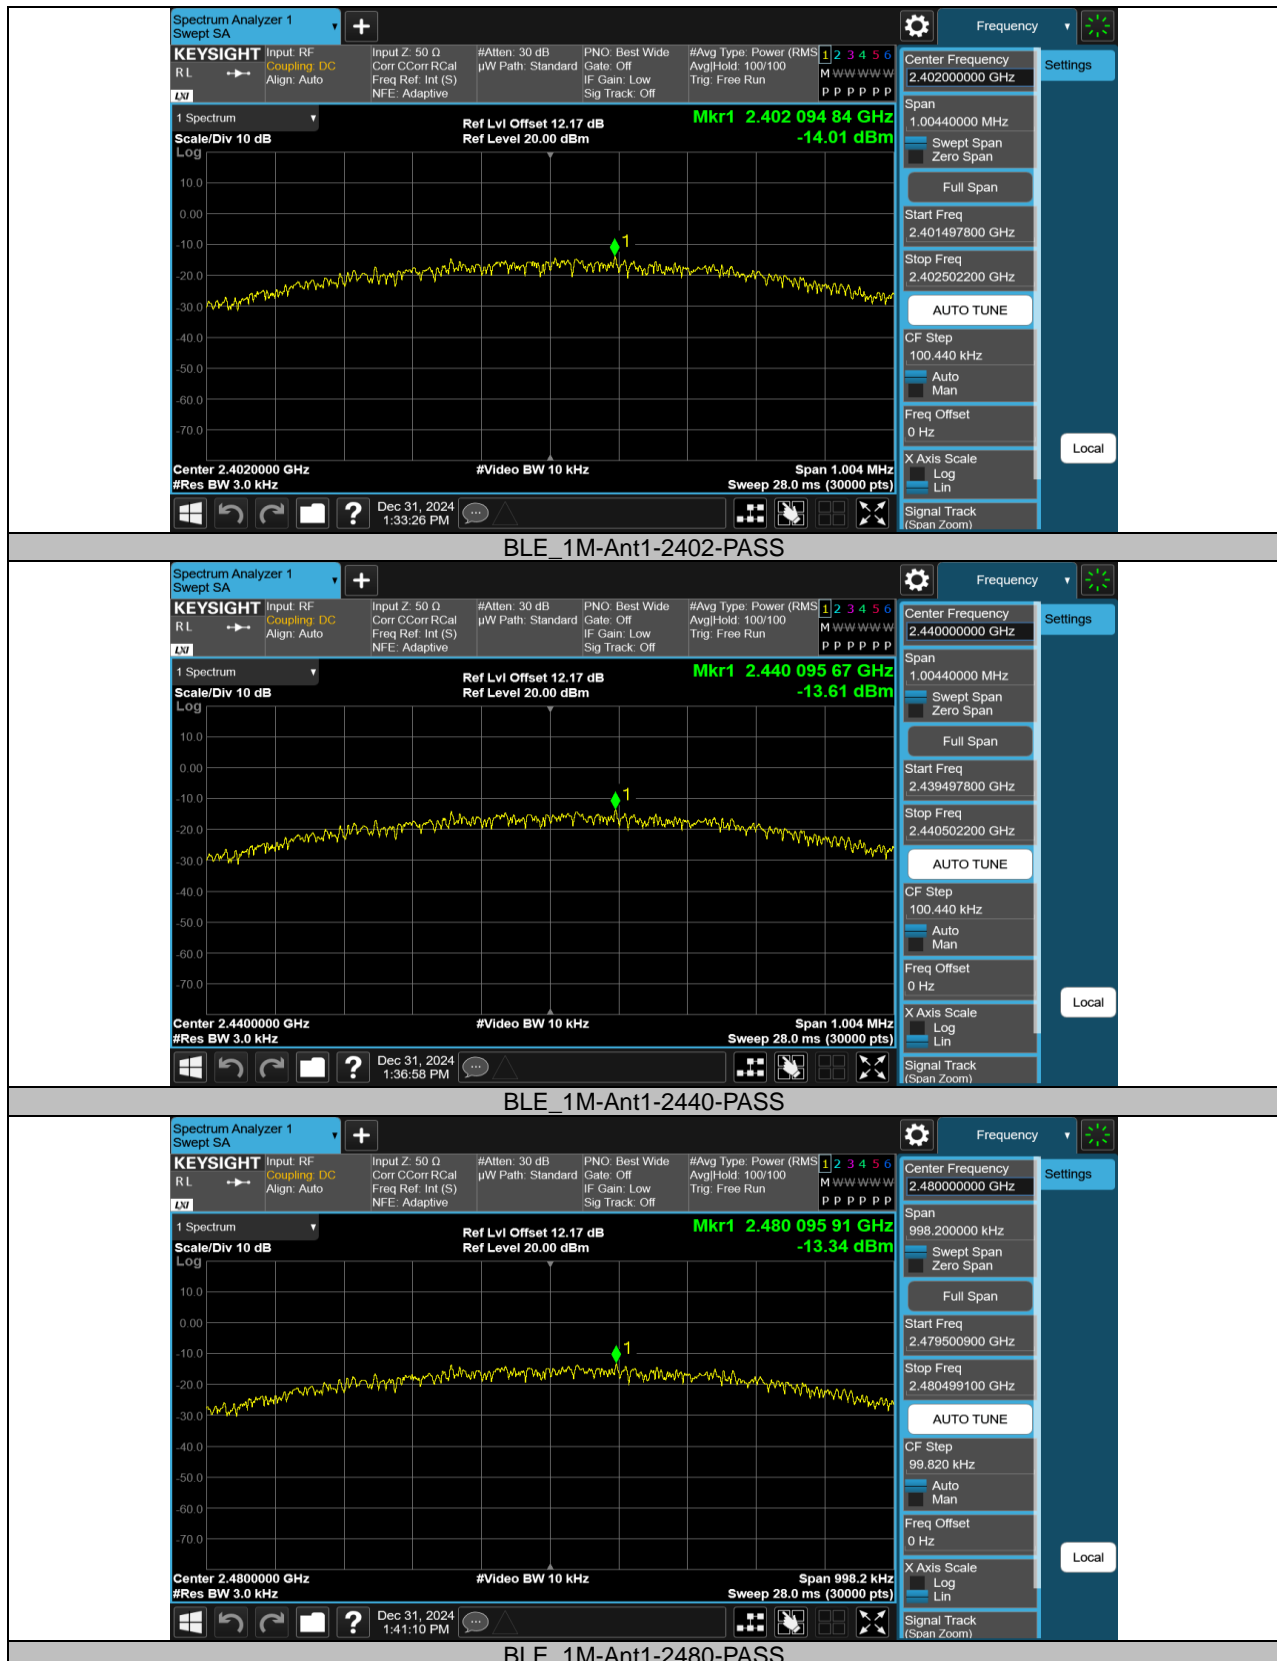 Spectrum Analyzer 1
Swept SA
Frequency
KEYSIGHT
R L
LXI
Input: RF
Coupling: DC
Align: Auto
Input Z: 50 Ω
Corr CCorr RCal
Freq Ref: Int (S)
NFE: Adaptive
#Atten: 30 dB
µW Path: Standard
PNO: Best Wide
Gate: Off
IF Gain: Low
Sig Track: Off
#Avg Type: Power (RMS
Avg|Hold: 100/100
Trig: Free Run
1 2 3 4 5 6
M W W W W W
P P P P P P
1 Spectrum
Scale/Div 10 dB
Ref Lvl Offset 12.17 dB
Ref Level 20.00 dBm
Mkr1 2.402 094 84 GHz
-14.01 dBm
Log
10.0
0.00
-10.0
-20.0
-30.0
-40.0
-50.0
-60.0
-70.0
1
Center 2.4020000 GHz
#Res BW 3.0 kHz
#Video BW 10 kHz
Span 1.004 MHz
Sweep 28.0 ms (30000 pts)
Dec 31, 2024
1:33:26 PM
Center Frequency
2.402000000 GHz
Span
1.00440000 MHz
Swept Span
Zero Span
Full Span
Start Freq
2.401497800 GHz
Stop Freq
2.402502200 GHz
AUTO TUNE
CF Step
100.440 kHz
Auto
Man
Freq Offset
0 Hz
X Axis Scale
Log
Lin
Signal Track
(Span Zoom)
Settings
Local
BLE_1M-Ant1-2402-PASS
Spectrum Analyzer 1
Swept SA
Frequency
KEYSIGHT
R L
LXI
Input: RF
Coupling: DC
Align: Auto
Input Z: 50 Ω
Corr CCorr RCal
Freq Ref: Int (S)
NFE: Adaptive
#Atten: 30 dB
µW Path: Standard
PNO: Best Wide
Gate: Off
IF Gain: Low
Sig Track: Off
#Avg Type: Power (RMS
Avg|Hold: 100/100
Trig: Free Run
1 2 3 4 5 6
M W W W W W
P P P P P P
1 Spectrum
Scale/Div 10 dB
Ref Lvl Offset 12.17 dB
Ref Level 20.00 dBm
Mkr1 2.440 095 67 GHz
-13.61 dBm
Log
10.0
0.00
-10.0
-20.0
-30.0
-40.0
-50.0
-60.0
-70.0
1
Center 2.4400000 GHz
#Res BW 3.0 kHz
#Video BW 10 kHz
Span 1.004 MHz
Sweep 28.0 ms (30000 pts)
Dec 31, 2024
1:36:58 PM
Center Frequency
2.440000000 GHz
Span
1.00440000 MHz
Swept Span
Zero Span
Full Span
Start Freq
2.439497800 GHz
Stop Freq
2.440502200 GHz
AUTO TUNE
CF Step
100.440 kHz
Auto
Man
Freq Offset
0 Hz
X Axis Scale
Log
Lin
Signal Track
(Span Zoom)
Settings
Local
BLE_1M-Ant1-2440-PASS
Spectrum Analyzer 1
Swept SA
Frequency
KEYSIGHT
R L
LXI
Input: RF
Coupling: DC
Align: Auto
Input Z: 50 Ω
Corr CCorr RCal
Freq Ref: Int (S)
NFE: Adaptive
#Atten: 30 dB
µW Path: Standard
PNO: Best Wide
Gate: Off
IF Gain: Low
Sig Track: Off
#Avg Type: Power (RMS
Avg|Hold: 100/100
Trig: Free Run
1 2 3 4 5 6
M W W W W W
P P P P P P
1 Spectrum
Scale/Div 10 dB
Ref Lvl Offset 12.17 dB
Ref Level 20.00 dBm
Mkr1 2.480 095 91 GHz
-13.34 dBm
Log
10.0
0.00
-10.0
-20.0
-30.0
-40.0
-50.0
-60.0
-70.0
1
Center 2.4800000 GHz
#Res BW 3.0 kHz
#Video BW 10 kHz
Span 998.2 kHz
Sweep 28.0 ms (30000 pts)
Dec 31, 2024
1:41:10 PM
Center Frequency
2.480000000 GHz
Span
998.200000 kHz
Swept Span
Zero Span
Full Span
Start Freq
2.479500900 GHz
Stop Freq
2.480499100 GHz
AUTO TUNE
CF Step
99.820 kHz
Auto
Man
Freq Offset
0 Hz
X Axis Scale
Log
Lin
Signal Track
(Span Zoom)
Settings
Local
BLE_1M-Ant1-2480-PASS